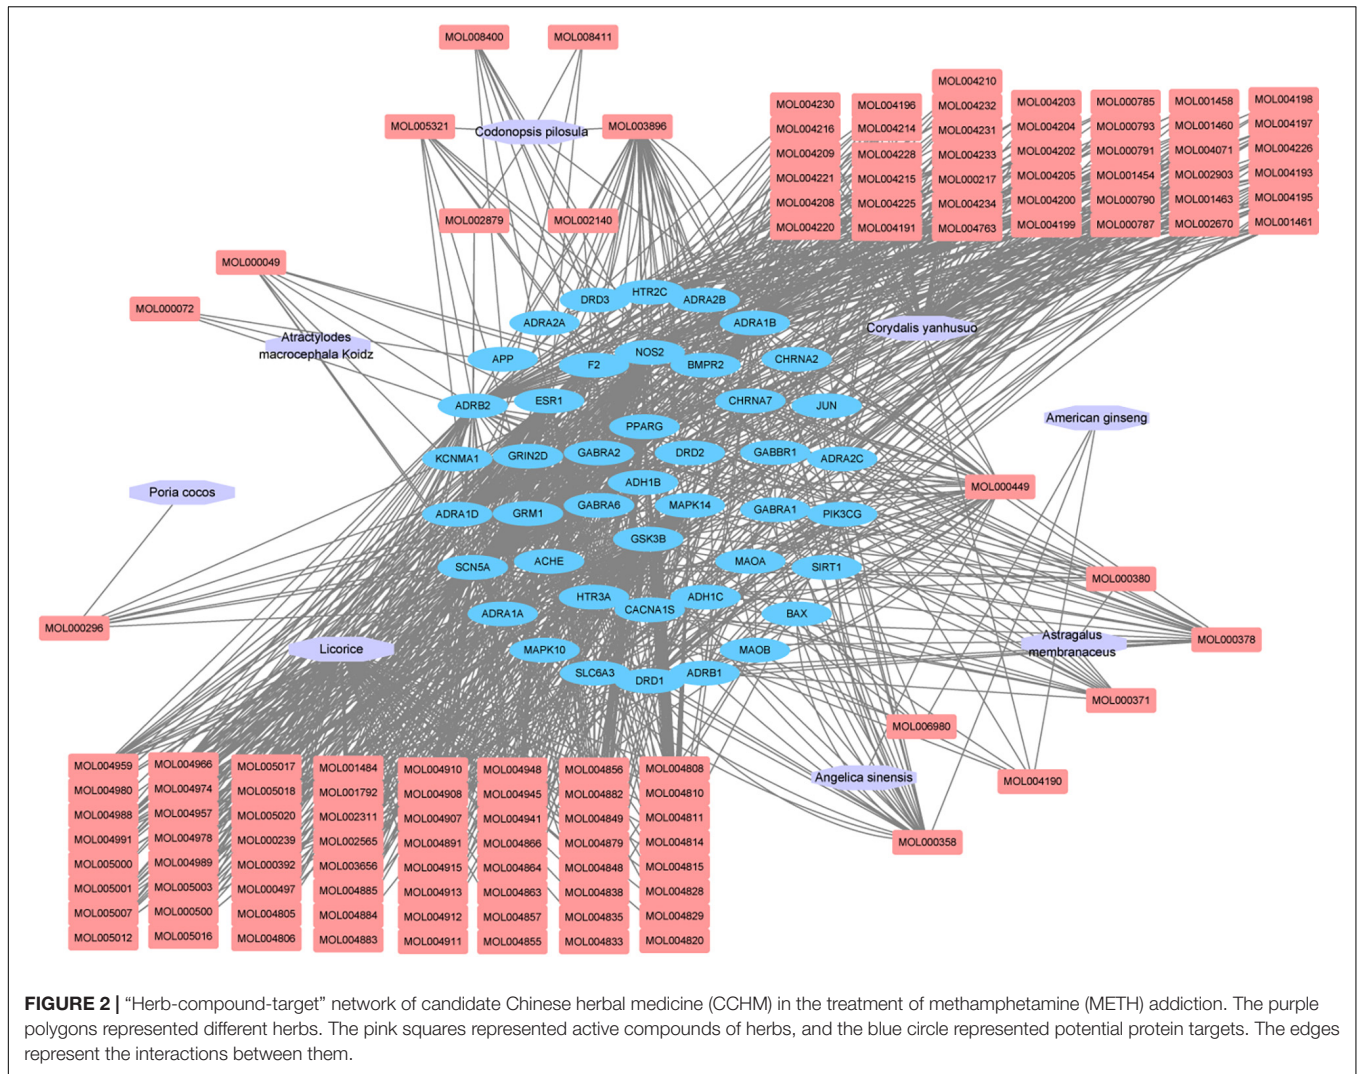 MOL008400
MOL008411
MOL005321
Codonopsis pilosula
MOL003896
MOL002879
MOL002140
MOL000049
MOL000072
Atractylodes
macrocephala Koidz
MOL004230
MOL004216
MOL004209
MOL004221
MOL004208
MOL004220
MOL004196
MOL004214
MOL004228
MOL004215
MOL004225
MOL004191
MOL004210
MOL004232
MOL004231
MOL004233
MOL000217
MOL004234
MOL004763
MOL004203
MOL004204
MOL004202
MOL004205
MOL004200
MOL004199
MOL000785
MOL000793
MOL000791
MOL001454
MOL000790
MOL000787
MOL001458
MOL001460
MOL004071
MOL002903
MOL001463
MOL002670
MOL004198
MOL004197
MOL004226
MOL004193
MOL004195
MOL001461
Corydalis yanhusuo
American ginseng
DRD3
HTR2C
ADRA2B
ADRA2A
ADRA1B
APP
F2
NOS2
BMPR2
CHRNA2
ADRB2
ESR1
CHRNA7
JUN
PPARG
KCNMA1
GRIN2D
GABRA2
DRD2
GABBR1
ADRA2C
ADH1B
ADRA1D
GRM1
GABRA6
MAPK14
GABRA1
PIK3CG
GSK3B
SCN5A
ACHE
MAOA
SIRT1
HTR3A
CACNA1S
ADH1C
ADRA1A
BAX
MAPK10
MAOB
SLC6A3
DRD1
ADRB1
Poria cocos
MOL000296
Licorice
MOL000449
MOL000380
MOL000378
Astragalus
membranaceus
MOL000371
MOL006980
Angelica sinensis
MOL004190
MOL000358
MOL004959
MOL004980
MOL004988
MOL004991
MOL005000
MOL005001
MOL005007
MOL005012
MOL004966
MOL004974
MOL004957
MOL004978
MOL004989
MOL005003
MOL000500
MOL005016
MOL005017
MOL005018
MOL005020
MOL000239
MOL000392
MOL000497
MOL004805
MOL004806
MOL001484
MOL001792
MOL002311
MOL002565
MOL003656
MOL004885
MOL004884
MOL004883
MOL004910
MOL004908
MOL004907
MOL004891
MOL004915
MOL004913
MOL004912
MOL004911
MOL004948
MOL004945
MOL004941
MOL004866
MOL004864
MOL004863
MOL004857
MOL004855
MOL004856
MOL004882
MOL004849
MOL004879
MOL004848
MOL004838
MOL004835
MOL004833
MOL004808
MOL004810
MOL004811
MOL004814
MOL004815
MOL004828
MOL004829
MOL004820
FIGURE 2 | “Herb-compound-target” network of candidate Chinese herbal medicine (CCHM) in the treatment of methamphetamine (METH) addiction. The purple
polygons represented different herbs. The pink squares represented active compounds of herbs, and the blue circle represented potential protein targets. The edges
represent the interactions between them.